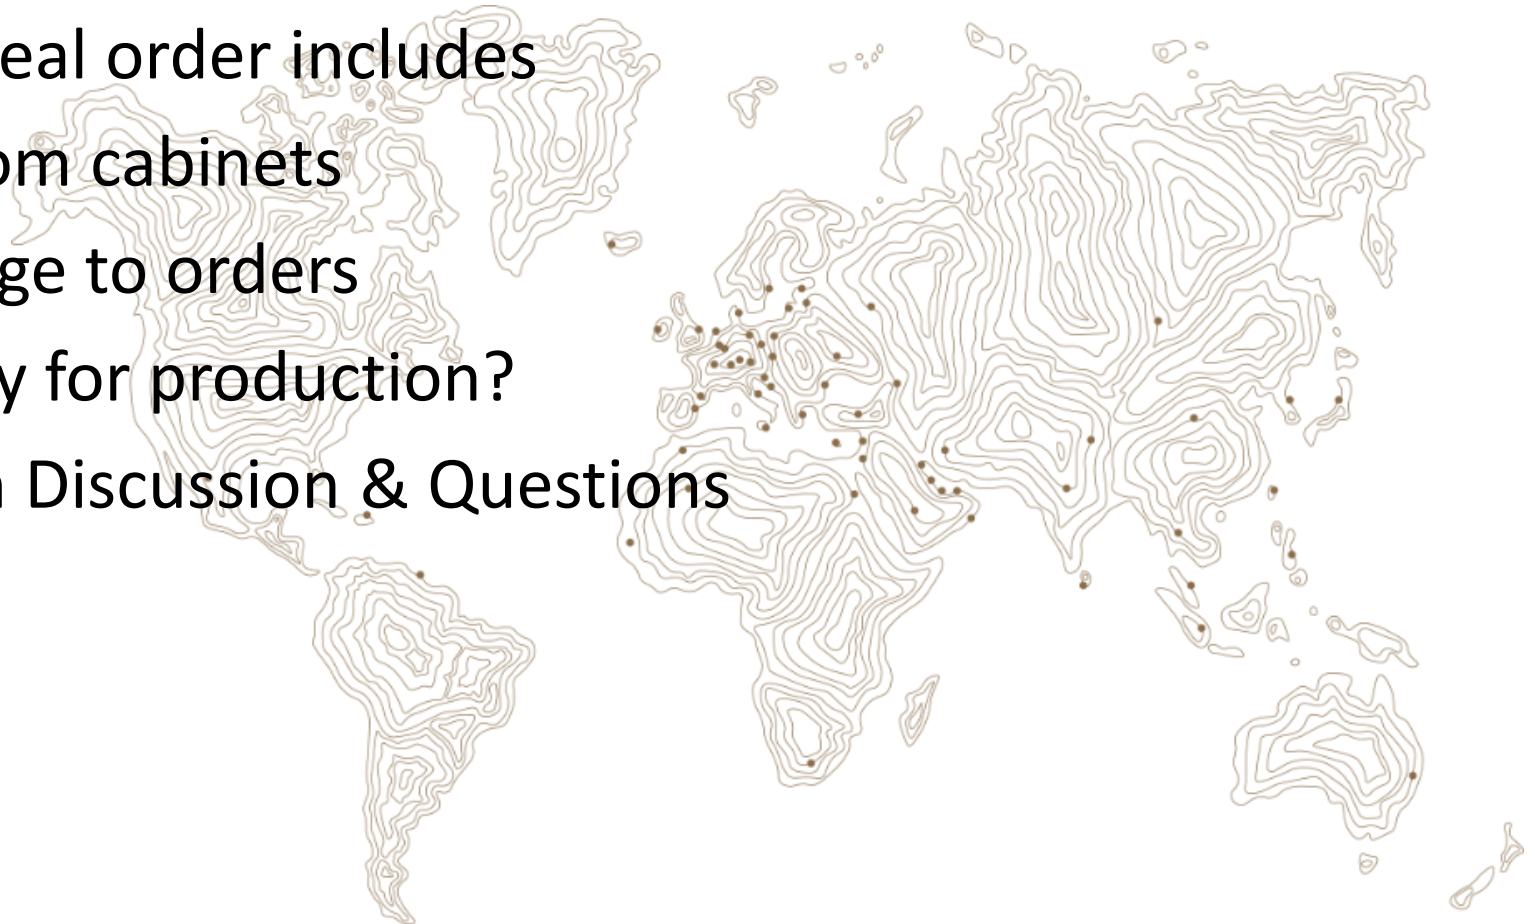 eal order includes
om cabinets
ge to orders
y for production?
Discussion & Questions